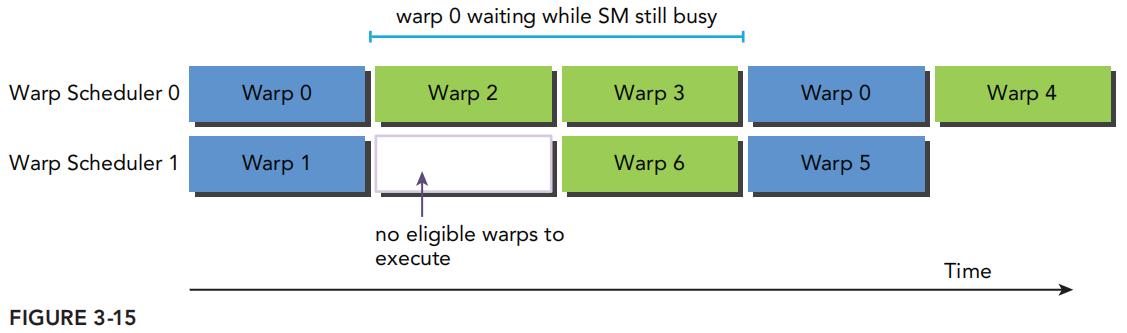 warp 0 waiting while SM still busy
Warp Scheduler 0
Warp 0
Warp 2
Warp 3
Warp 0
Warp 4
Warp Scheduler 1
Warp 1
Warp 6
Warp 5
no eligible warps to
execute
Time
FIGURE 3-15